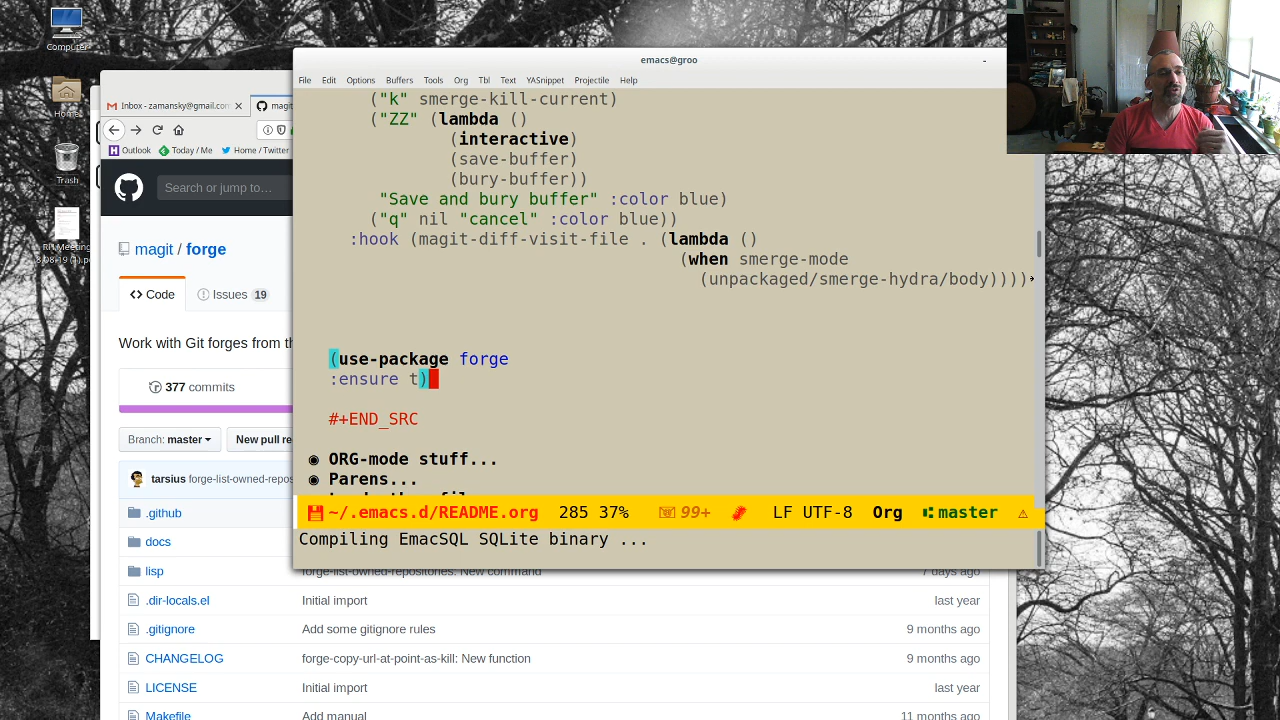 Computer
Home
Trash
RH Meeting
8-08-19 (1).pdf
Inbox - zamansky@gmail.com
magit
Outlook
Today / Me
Home / Twitter
Search or jump to…
magit / forge
Code
Issues 19
Work with Git forges from th
377 commits
Branch: master
New pull re
tarsius forge-list-owned-repos
.github
docs
lisp forge-list-owned-repositories: New command 7 days ago
.dir-locals.el Initial import last year
.gitignore Add some gitignore rules 9 months ago
CHANGELOG forge-copy-url-at-point-as-kill: New function 9 months ago
LICENSE Initial import last year
Makefile Add manual 11 months ago
emacs@groo
File Edit Options Buffers Tools Org Tbl Text YASnippet Projectile Help
("k" smerge-kill-current)
("ZZ" (lambda ()
(interactive)
(save-buffer)
(bury-buffer))
"Save and bury buffer" :color blue)
("q" nil "cancel" :color blue))
:hook (magit-diff-visit-file . (lambda ()
(when smerge-mode
(unpackaged/smerge-hydra/body))))
(use-package forge
:ensure t)
#+END_SRC
◉ ORG-mode stuff...
◉ Parens...
~/.emacs.d/README.org 285 37% 99+ LF UTF-8 Org master
Compiling EmacSQL SQLite binary ...